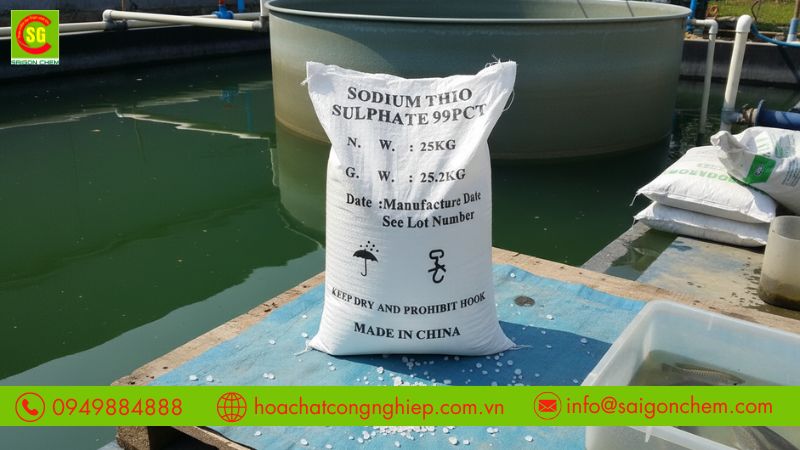 SG
SAIGON CHEM
SODIUM THIO
SULPHATE 99PCT
N. W. : 25KG
G. W. : 25.2KG
Date :Manufacture Date
See Lot Number
KEEP DRY AND PROHIBIT HOOK
MADE IN CHINA
0949884888
hoachatcongnghiep.com.vn
info@saigonchem.com